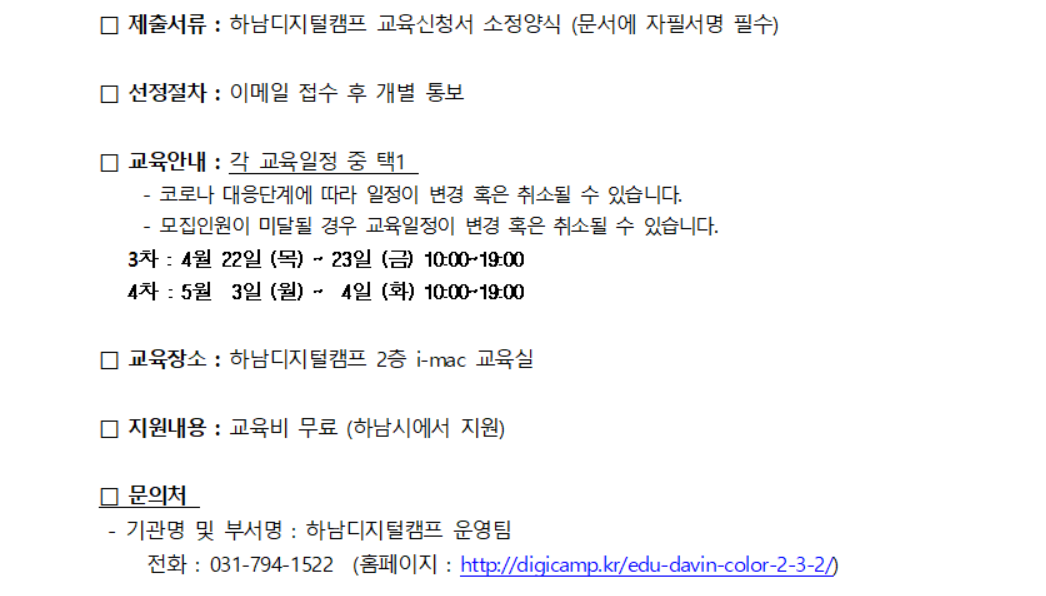 □ 제출서류 : 하남디지털캠프 교육신청서 소정양식 (문서에 자필서명 필수)
□ 선정절차 : 이메일 접수 후 개별 통보
□ 교육안내 : 각 교육일정 중 택1
- 코로나 대응단계에 따라 일정이 변경 혹은 취소될 수 있습니다.
- 모집인원이 미달될 경우 교육일정이 변경 혹은 취소될 수 있습니다.
3차 : 4월 22일 (목) ~ 23일 (금) 10:00~19:00
4차 : 5월 3일 (월) ~ 4일 (화) 10:00~19:00
□ 교육장소 : 하남디지털캠프 2층 i-mac 교육실
□ 지원내용 : 교육비 무료 (하남시에서 지원)
□ 문의처
- 기관명 및 부서명 : 하남디지털캠프 운영팀
전화 : 031-794-1522 (홈페이지 : http://digicamp.kr/edu-davin-color-2-3-2/)